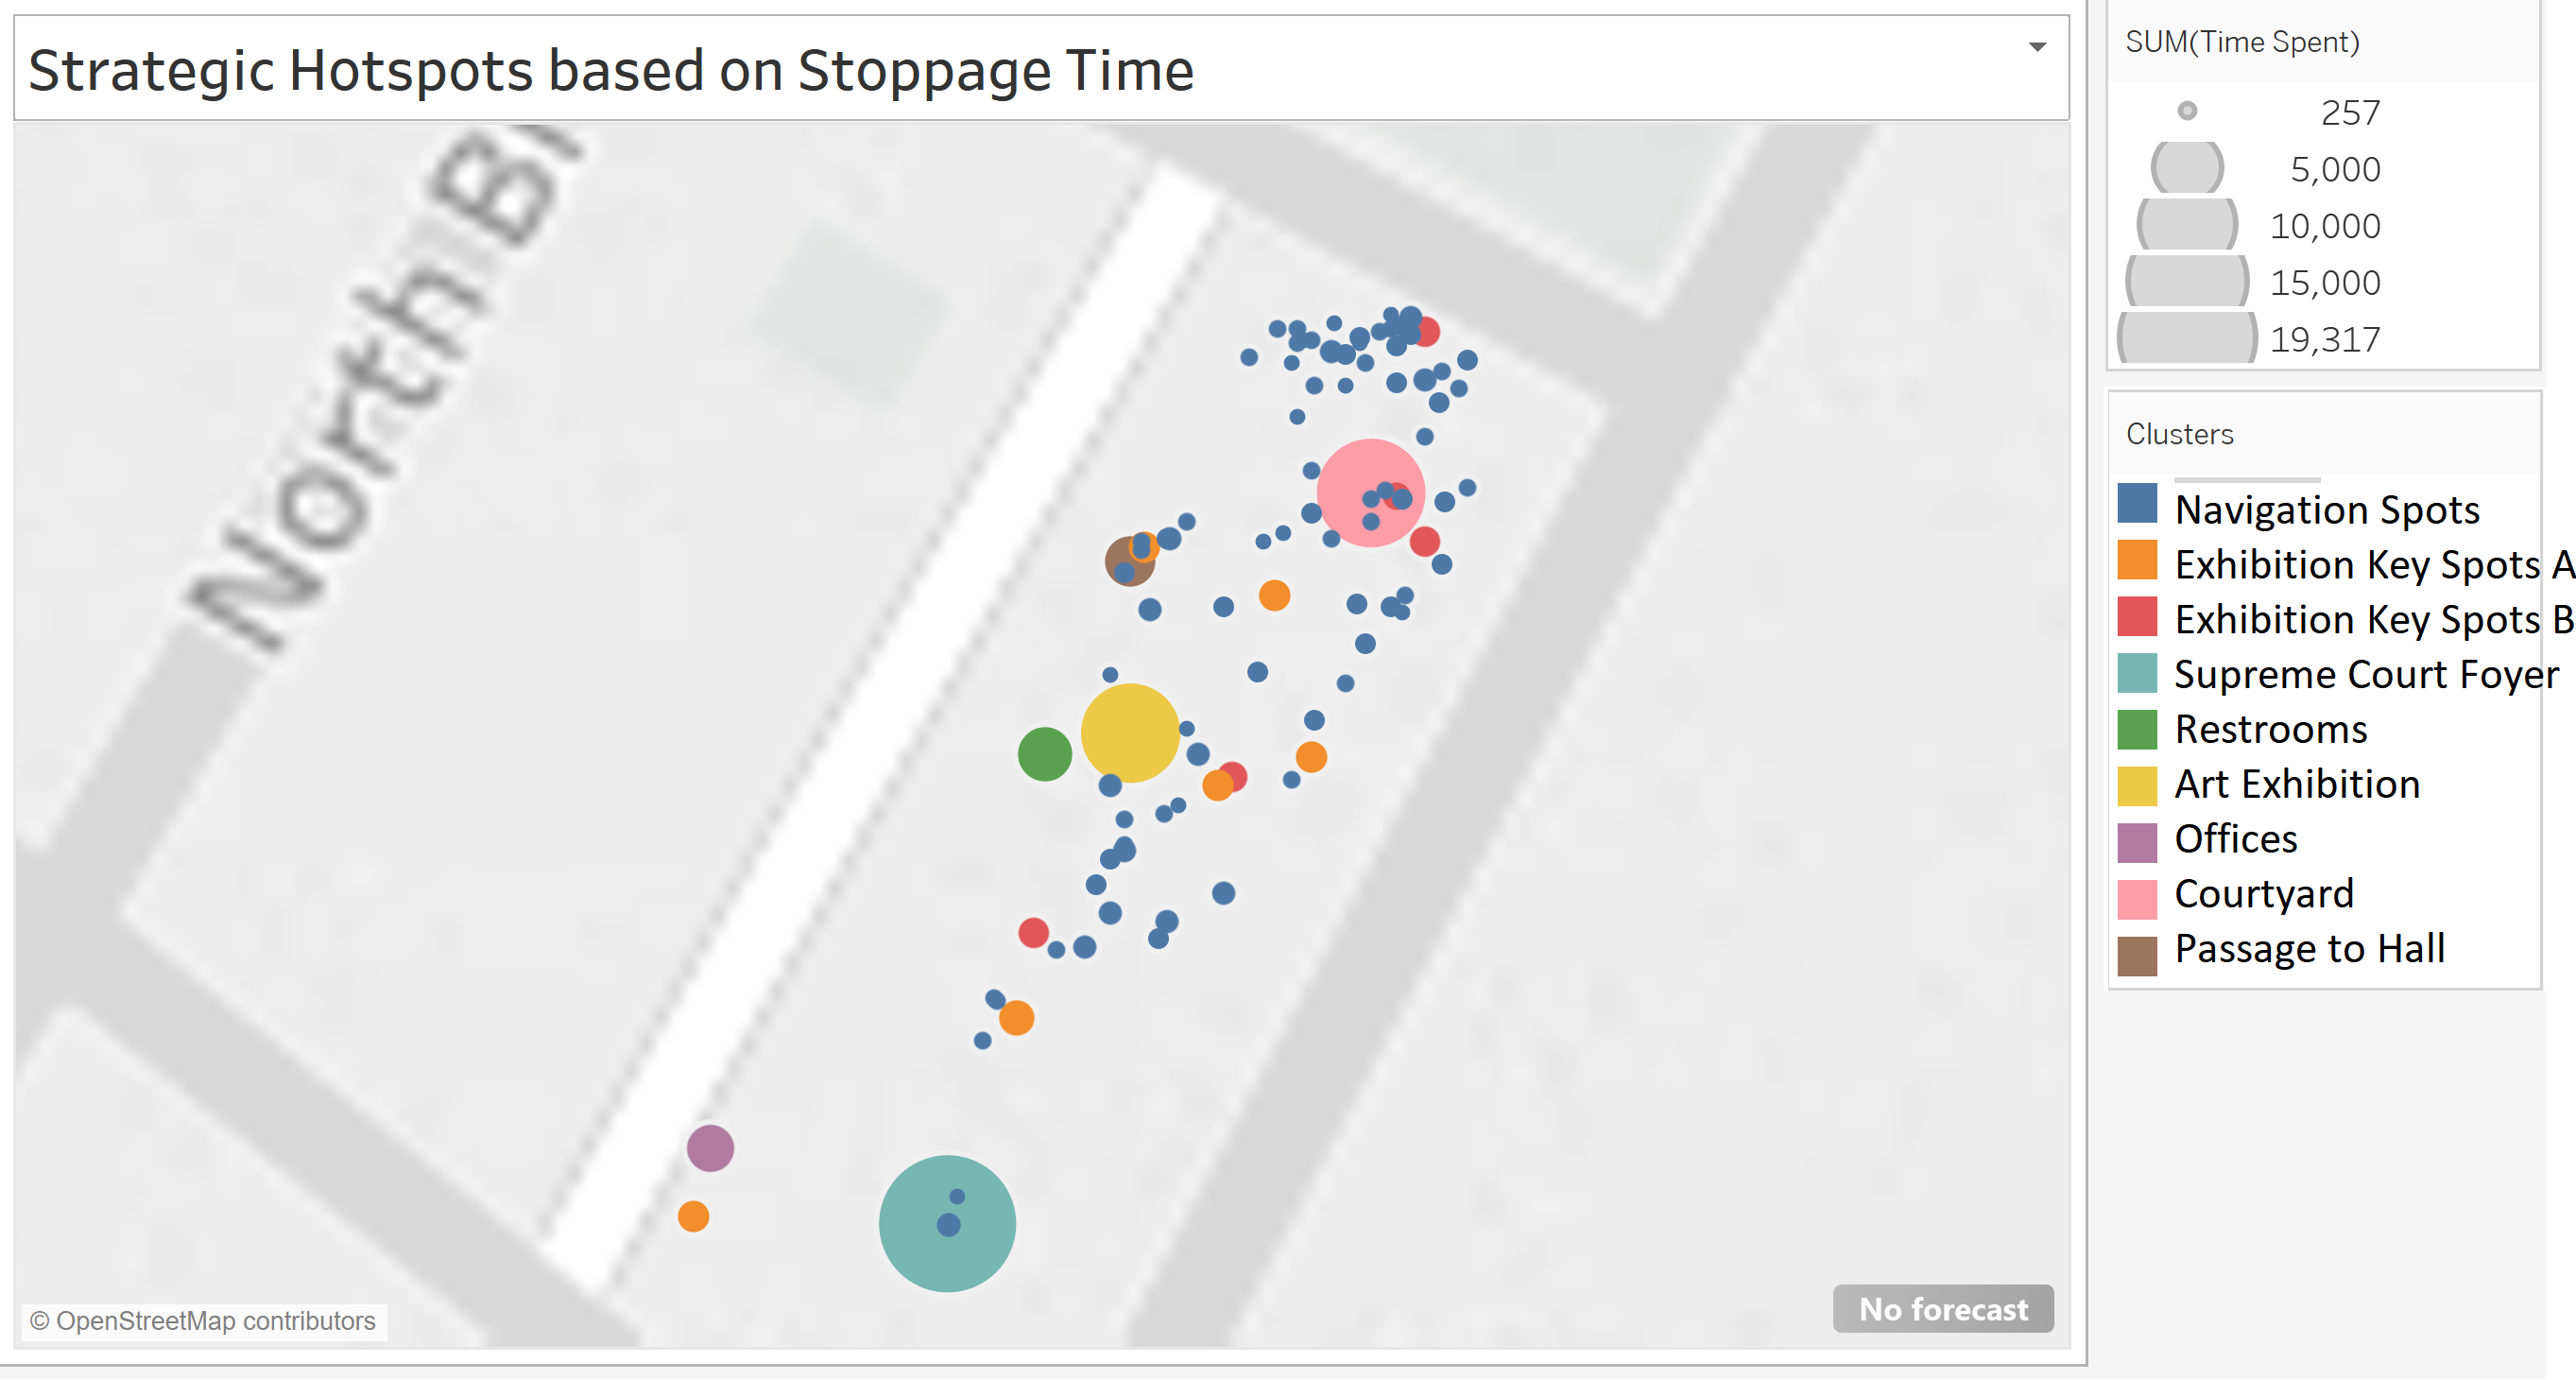 Strategic Hotspots based on Stoppage Time
North B
© OpenStreetMap contributors
No forecast
SUM(Time Spent)
257
5,000
10,000
15,000
19,317
Clusters
Navigation Spots
Exhibition Key Spots A
Exhibition Key Spots B
Supreme Court Foyer
Restrooms
Art Exhibition
Offices
Courtyard
Passage to Hall